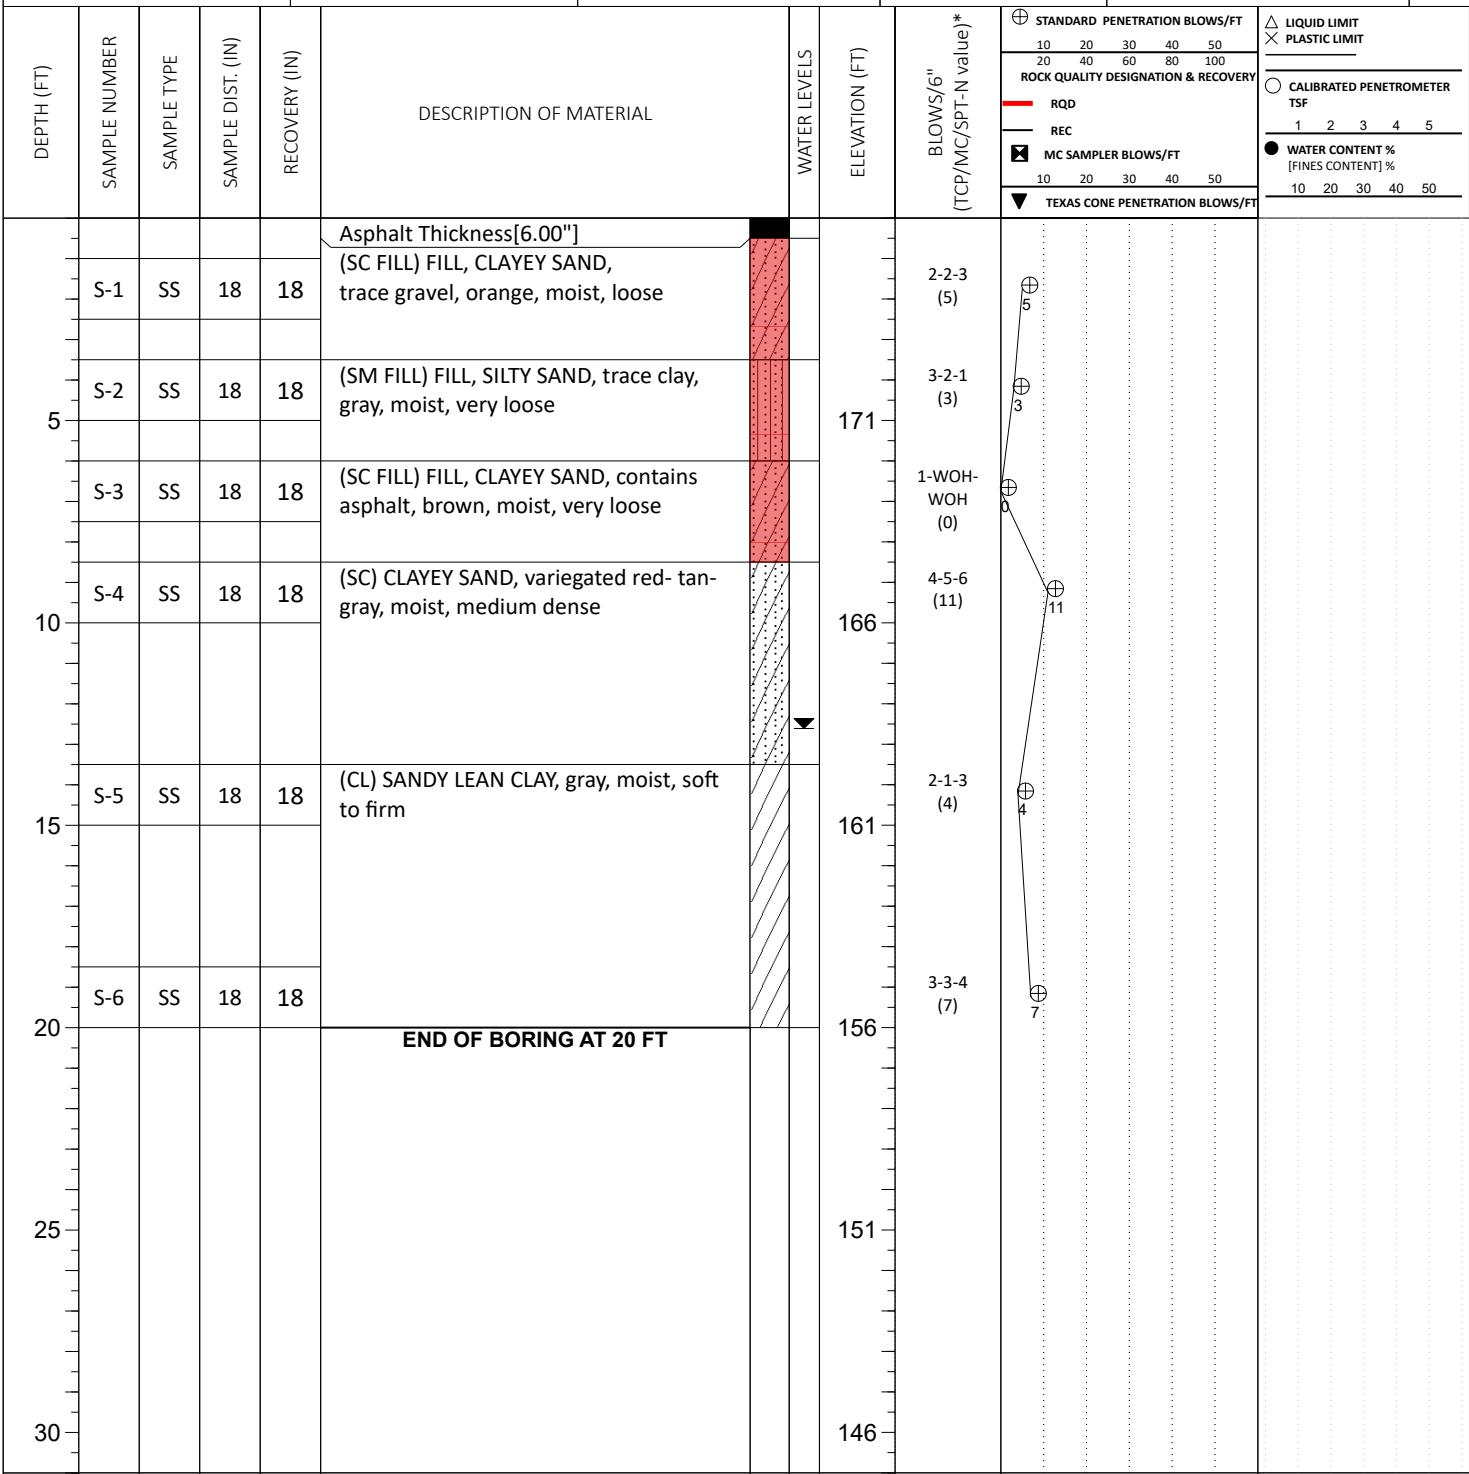 DEPTH (FT)
SAMPLE NUMBER
SAMPLE TYPE
SAMPLE DIST. (IN)
RECOVERY (IN)
DESCRIPTION OF MATERIAL
WATER LEVELS
ELEVATION (FT)
BLOWS/6"
(TCP/MC/SPT-N value)*
STANDARD PENETRATION BLOWS/FT
10 20 30 40 50
20 40 60 80 100
ROCK QUALITY DESIGNATION & RECOVERY
RQD
REC
MC SAMPLER BLOWS/FT
10 20 30 40 50
TEXAS CONE PENETRATION BLOWS/FT
LIQUID LIMIT
PLASTIC LIMIT
CALIBRATED PENETROMETER
TSF
1 2 3 4 5
WATER CONTENT %
[FINES CONTENT] %
10 20 30 40 50
Asphalt Thickness[6.00"]
(SC FILL) FILL, CLAYEY SAND,
trace gravel, orange, moist, loose
S-1 SS 18 18
2-2-3
(5)
5
(SM FILL) FILL, SILTY SAND, trace clay,
gray, moist, very loose
S-2 SS 18 18
3-2-1
(3)
3
5
171
(SC FILL) FILL, CLAYEY SAND, contains
asphalt, brown, moist, very loose
S-3 SS 18 18
1-WOH-
WOH
(0)
0
(SC) CLAYEY SAND, variegated red- tan-
gray, moist, medium dense
S-4 SS 18 18
4-5-6
(11)
11
10
166
(CL) SANDY LEAN CLAY, gray, moist, soft
to firm
S-5 SS 18 18
2-1-3
(4)
4
15
161
S-6 SS 18 18
3-3-4
(7)
7
20
156
END OF BORING AT 20 FT
25
151
30
146